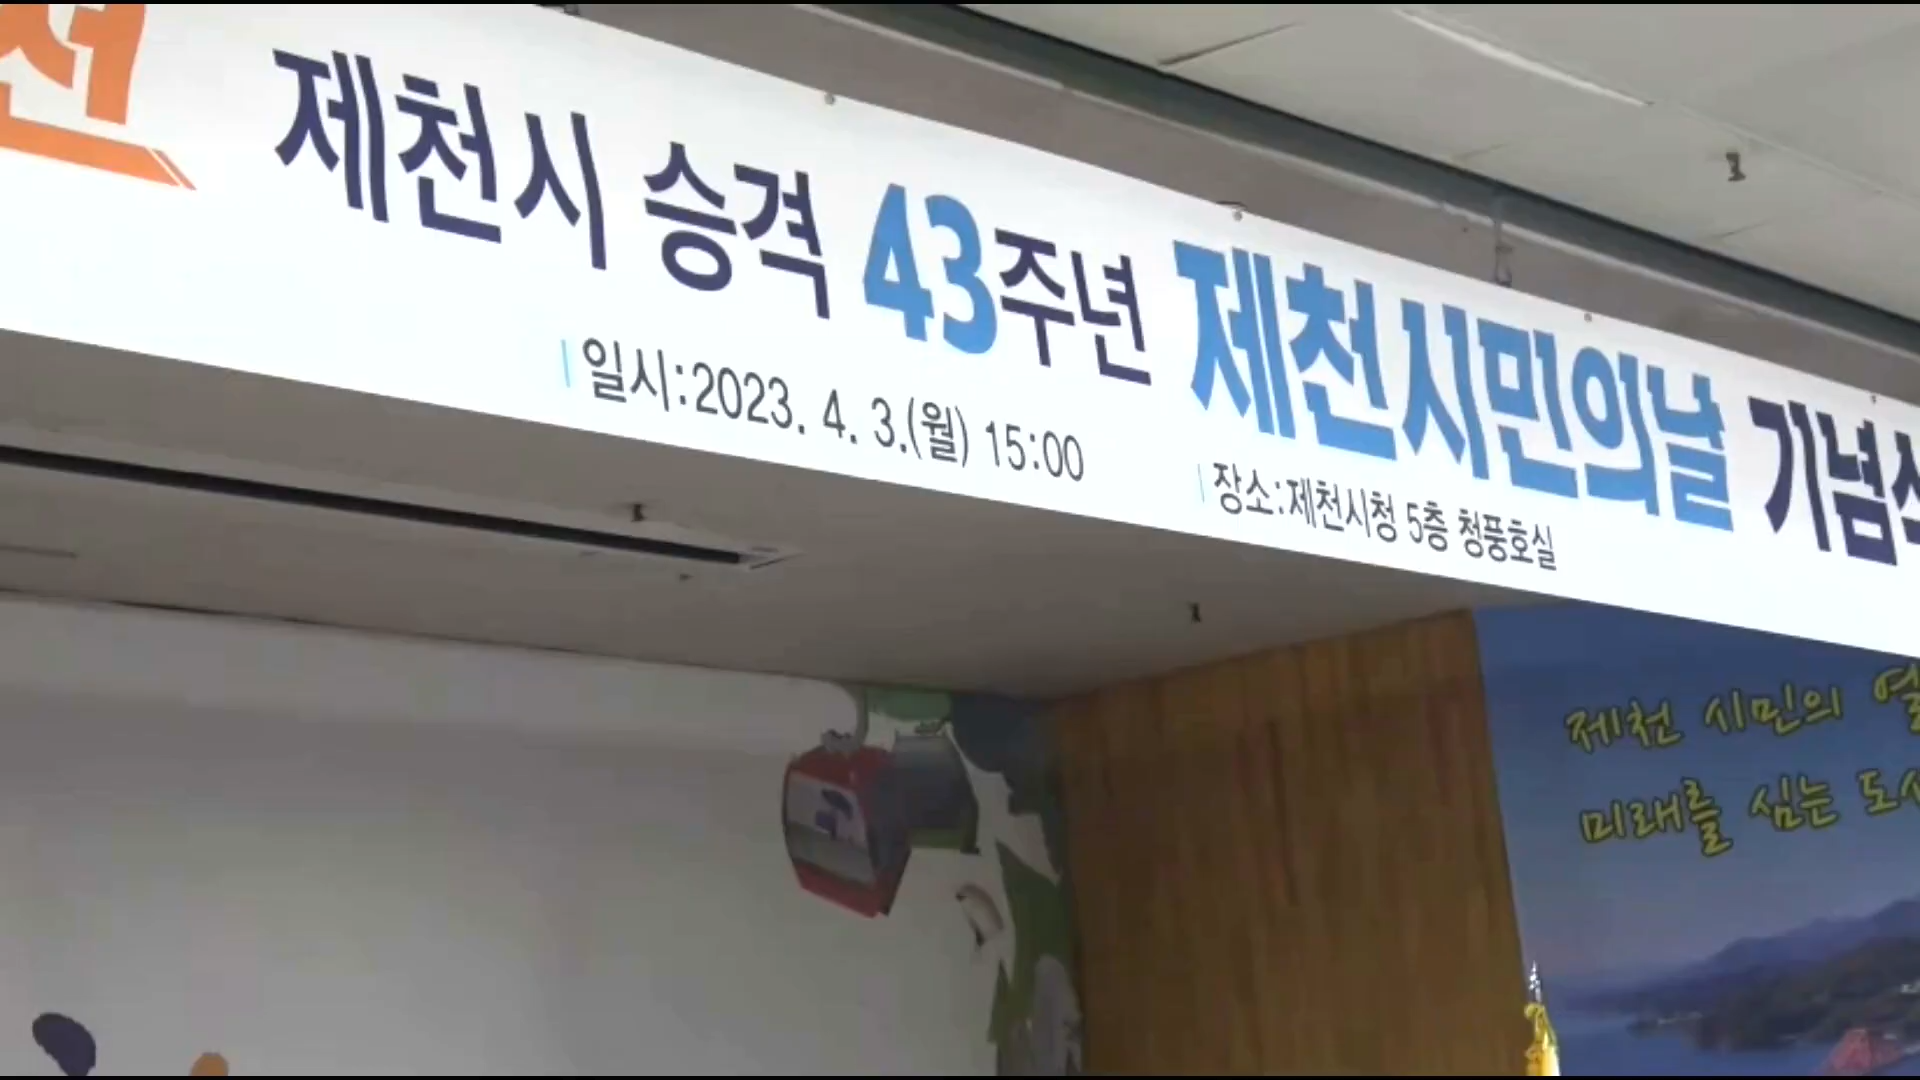 제천시 승격 43주년 제천시민의날 기념식
일시:2023. 4. 3.(월) 15:00
장소:제천시청 5층 청풍호실
제천 시민의
미래를 심는